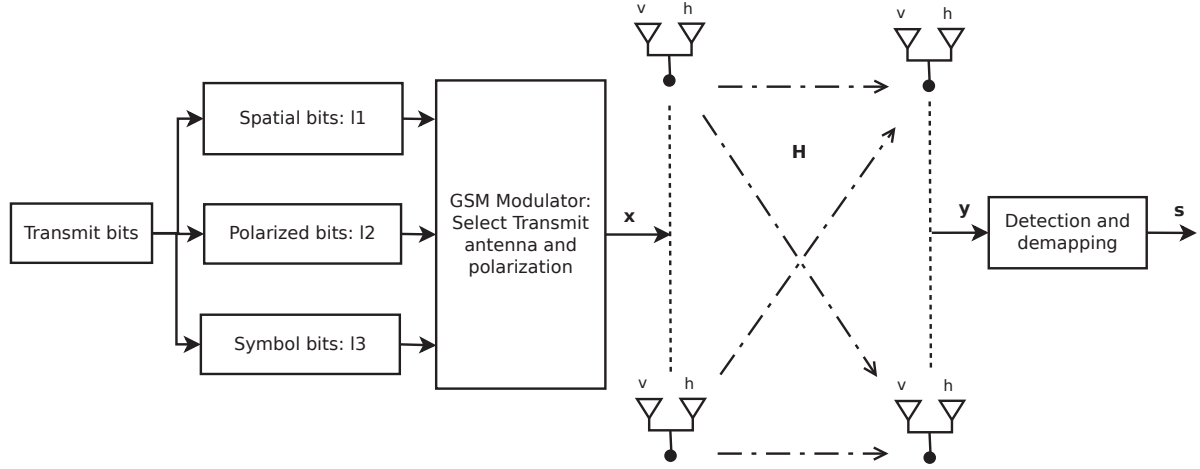 v h
v h
Spatial bits: l1
Transmit bits
Polarized bits: l2
Symbol bits: l3
GSM Modulator:
Select Transmit
antenna and
polarization
x
H
y
Detection and
demapping
s
v h
v h